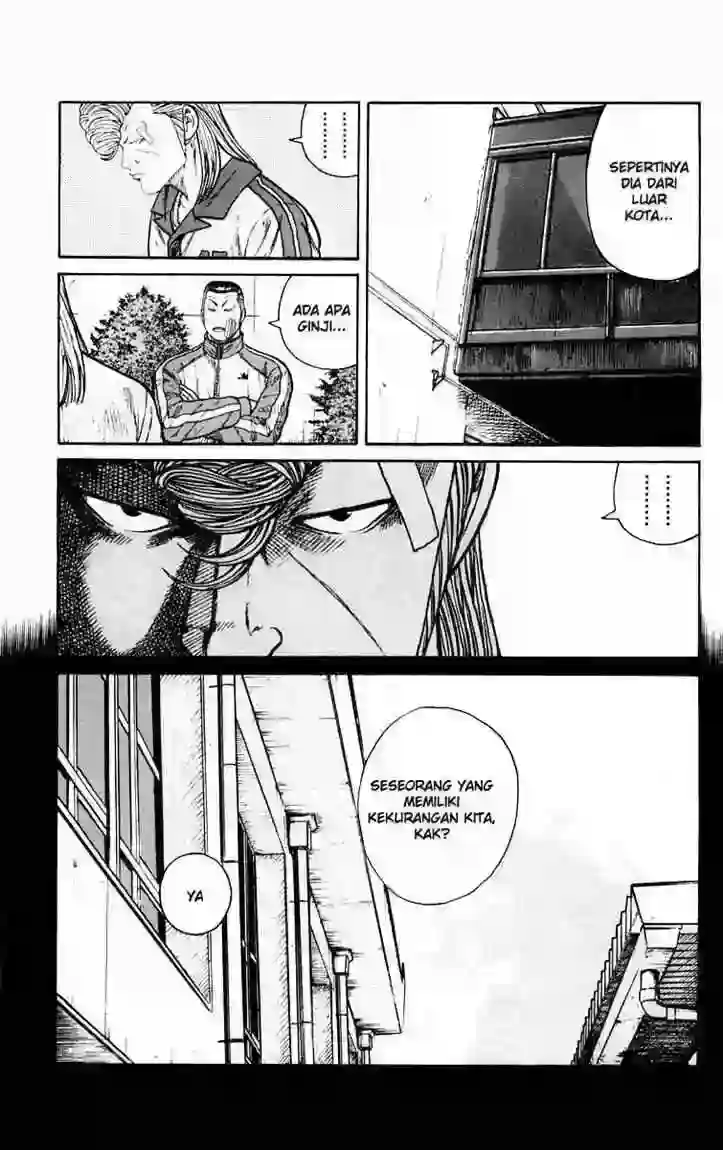 SEPERTINYA
DIA DARI
LUAR
KOTA...
ADA APA
GINJI...
SESEORANG YANG
MEMILIKI
KEKURANGAN KITA,
KAK?
YA